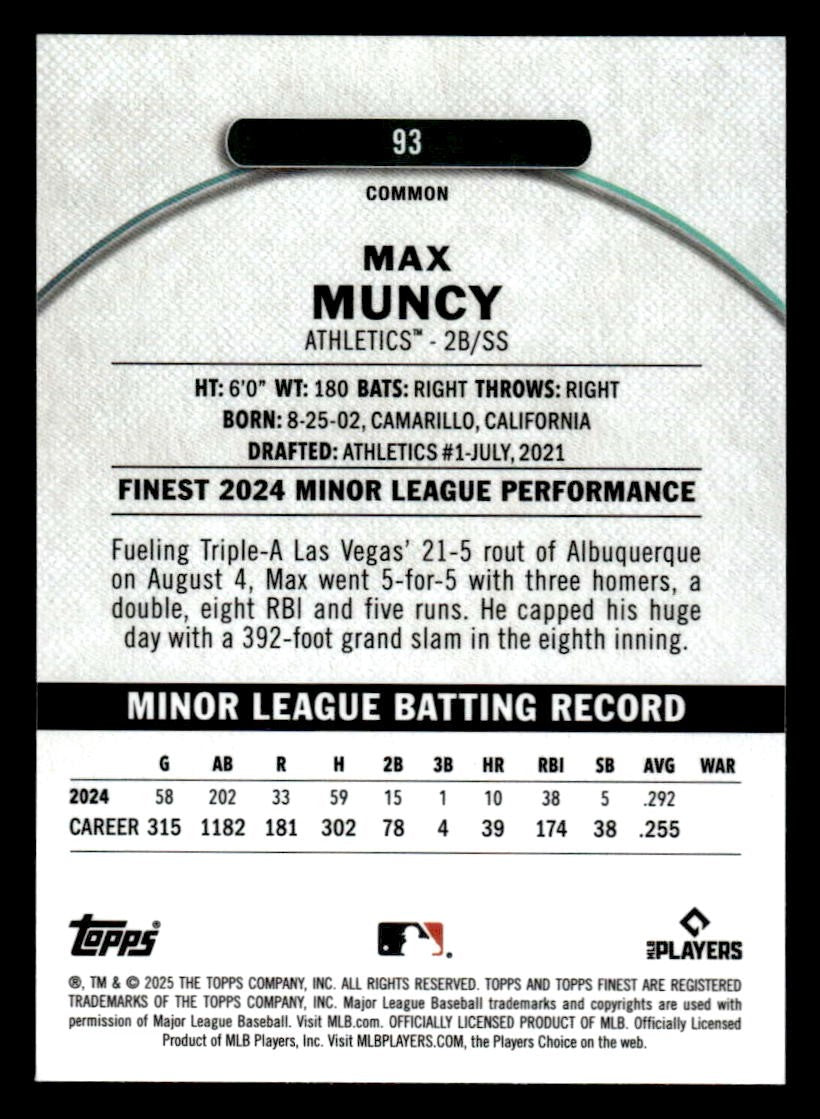 93
COMMON
MAX
MUNCY
ATHLETICS™ - 2B/SS
HT: 6'0" WT: 180 BATS: RIGHT THROWS: RIGHT
BORN: 8-25-02, CAMARILLO, CALIFORNIA
DRAFTED: ATHLETICS #1-JULY, 2021
FINEST 2024 MINOR LEAGUE PERFORMANCE
Fueling Triple-A Las Vegas' 21-5 rout of Albuquerque
on August 4, Max went 5-for-5 with three homers, a
double, eight RBI and five runs. He capped his huge
day with a 392-foot grand slam in the eighth inning.
MINOR LEAGUE BATTING RECORD
G AB R H 2B 3B HR RBI SB AVG WAR
2024 58 202 33 59 15 1 10 38 5 .292
CAREER 315 1182 181 302 78 4 39 174 38 .255
Topps®
MLB PLAYERS
®, TM & © 2025 THE TOPPS COMPANY, INC. ALL RIGHTS RESERVED. TOPPS AND TOPPS FINEST ARE REGISTERED
TRADEMARKS OF THE TOPPS COMPANY, INC. Major League Baseball trademarks and copyrights are used with
permission of Major League Baseball. Visit MLB.com. OFFICIALLY LICENSED PRODUCT OF MLB. Officially Licensed
Product of MLB Players, Inc. Visit MLBPLAYERS.COM, the Players Choice on the web.